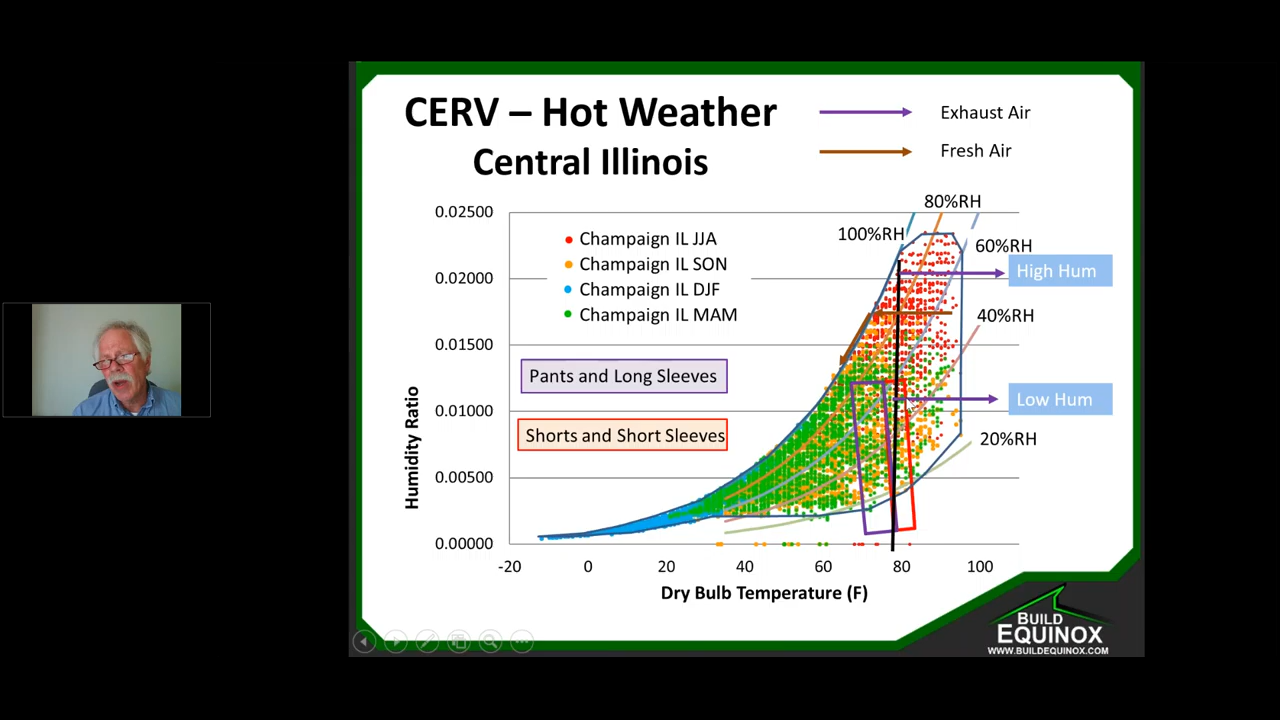 CERV – Hot Weather
Central Illinois
Exhaust Air
Fresh Air
80%RH
100%RH
60%RH
High Hum
40%RH
Low Hum
20%RH
Champaign IL JJA
Champaign IL SON
Champaign IL DJF
Champaign IL MAM
Pants and Long Sleeves
Shorts and Short Sleeves
Humidity Ratio
0.02500
0.02000
0.01500
0.01000
0.00500
0.00000
-20 0 20 40 60 80 100
Dry Bulb Temperature (F)
BUILD
EQUINOX
WWW.BUILDEQUINOX.COM